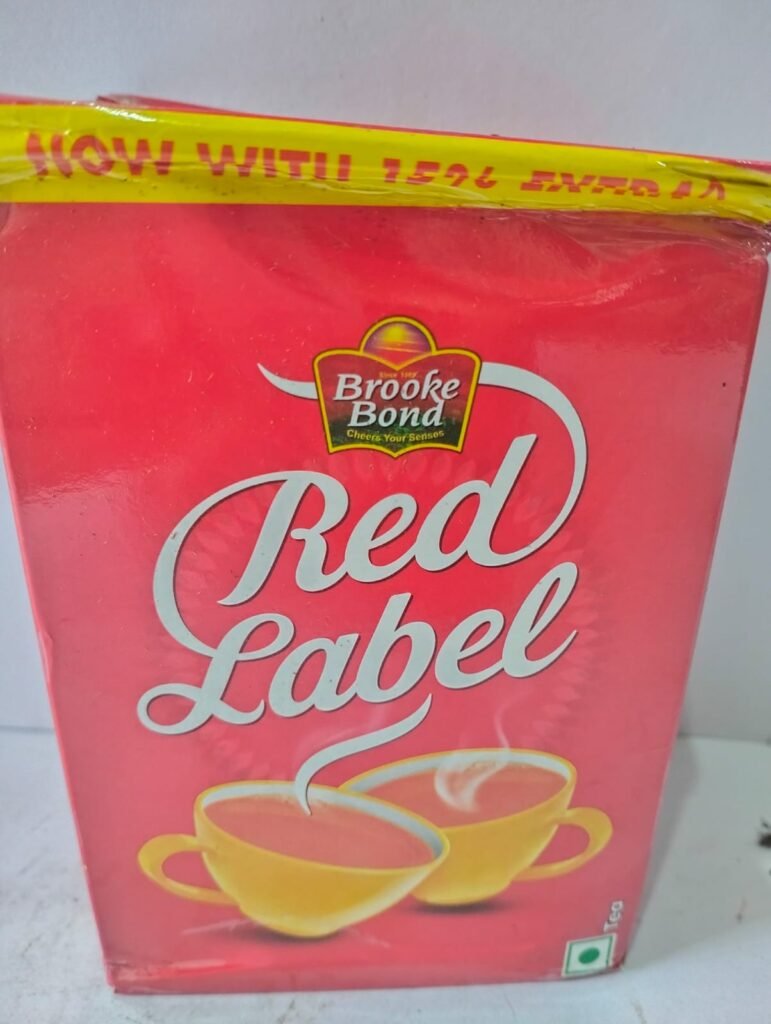 NOW WITH 15% EXTRA
Brooke
Bond
Cheers Your Senses
Red
Label
Tea